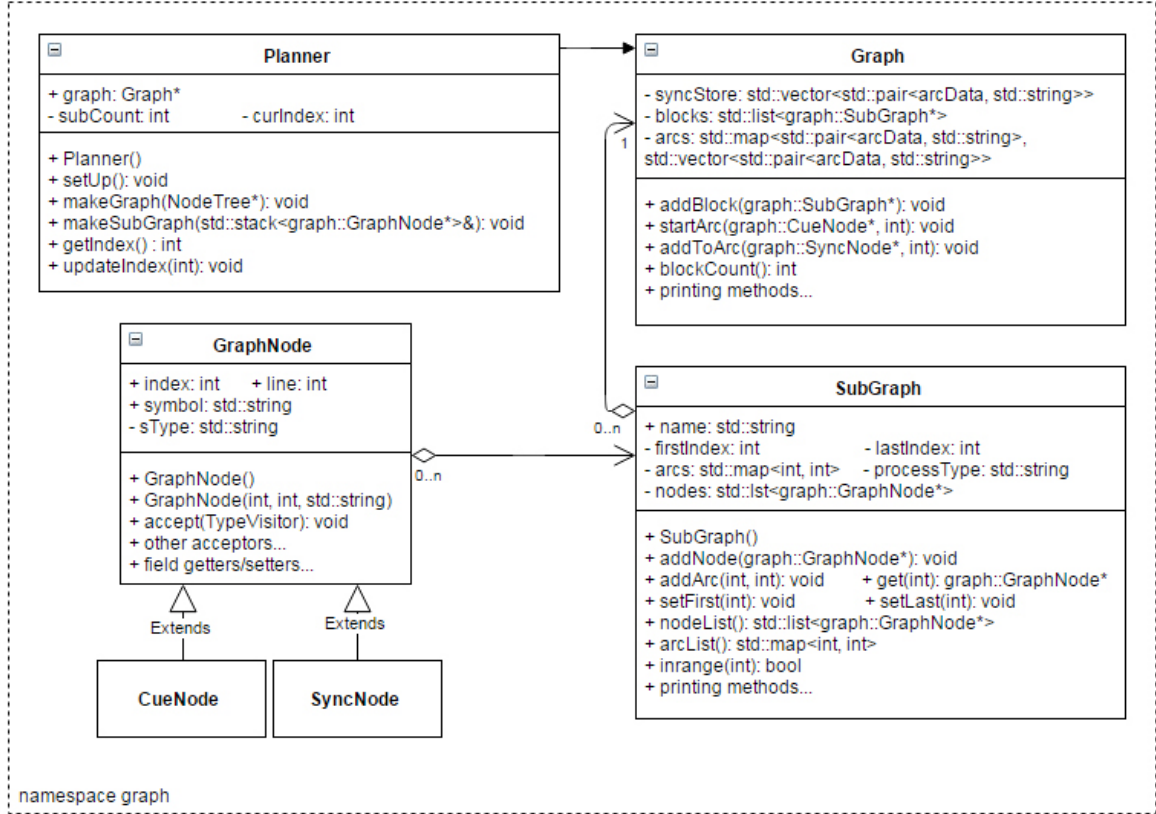 Planner
+ graph: Graph*
- subCount: int - curIndex: int
+ Planner()
+ setUp(): void
+ makeGraph(NodeTree*): void
+ makeSubGraph(std::stack<graph::GraphNode*>&): void
+ getIndex() : int
+ updateIndex(int): void
Graph
- syncStore: std::vector<std::pair<arcData, std::string>>
- blocks: std::list<graph::SubGraph*>
- arcs: std::map<std::pair<arcData, std::string>,
std::vector<std::pair<arcData, std::string>>
+ addBlock(graph::SubGraph*): void
+ startArc(graph::CueNode*, int): void
+ addToArc(graph::SyncNode*, int): void
+ blockCount(): int
+ printing methods...
1
0..n
GraphNode
+ index: int + line: int
+ symbol: std::string
- sType: std::string
+ GraphNode()
+ GraphNode(int, int, std::string)
+ accept(TypeVisitor): void
+ other acceptors...
+ field getters/setters...
0..n
SubGraph
+ name: std::string
- firstIndex: int - lastIndex: int
- arcs: std::map<int, int> - processType: std::string
- nodes: std::lst<graph::GraphNode*>
+ SubGraph()
+ addNode(graph::GraphNode*): void
+ addArc(int, int): void + get(int): graph::GraphNode*
+ setFirst(int): void + setLast(int): void
+ nodeList(): std::list<graph::GraphNode*>
+ arcList(): std::map<int, int>
+ inrange(int): bool
+ printing methods...
Extends
Extends
CueNode
SyncNode
namespace graph